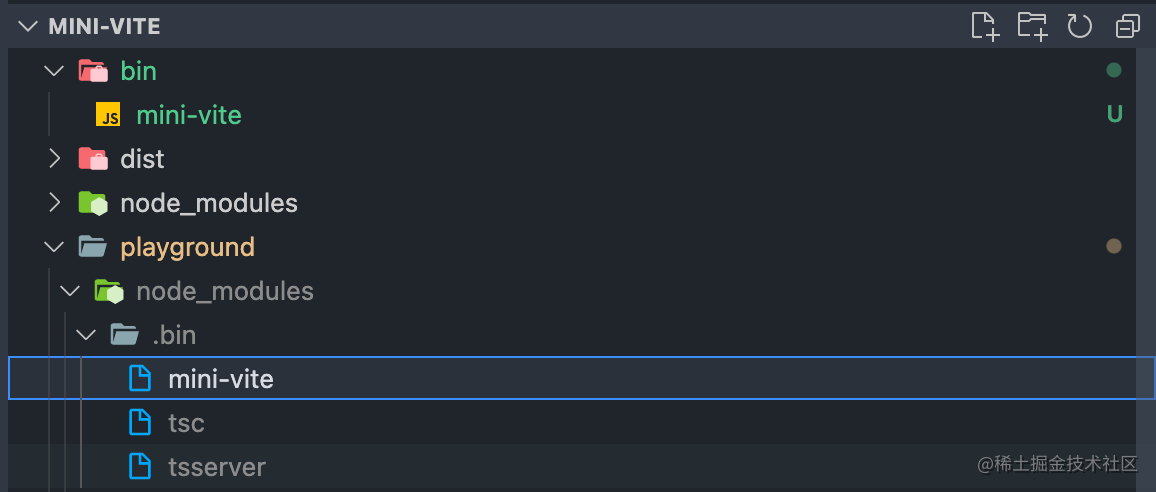 MINI-VITE
bin
JS mini-vite U
dist
node_modules
playground
node_modules
.bin
mini-vite
tsc
tsserver
@稀土掘金技术社区